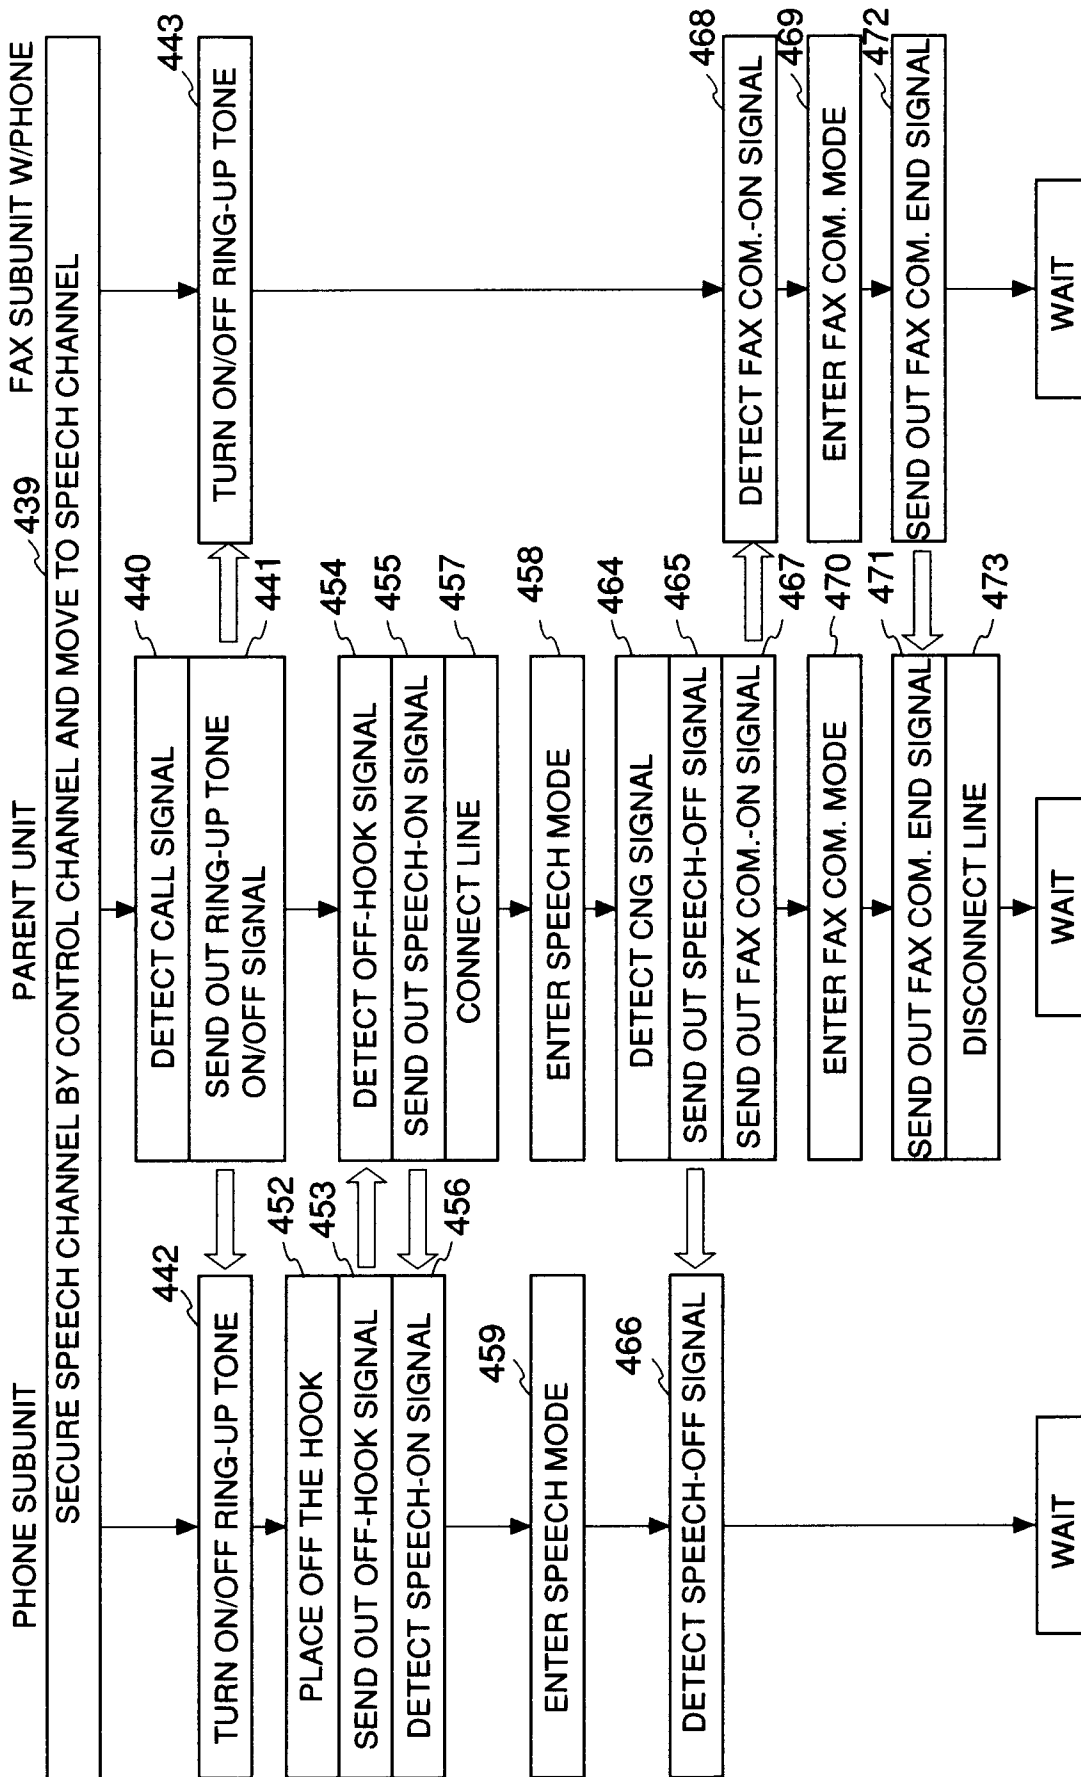 PHONE SUBUNIT
PARENT UNIT
FAX SUBUNIT W/PHONE
439
SECURE SPEECH CHANNEL BY CONTROL CHANNEL AND MOVE TO SPEECH CHANNEL
440
DETECT CALL SIGNAL
441
SEND OUT RING-UP TONE
ON/OFF SIGNAL
442
TURN ON/OFF RING-UP TONE
443
TURN ON/OFF RING-UP TONE
452
PLACE OFF THE HOOK
453
SEND OUT OFF-HOOK SIGNAL
454
DETECT OFF-HOOK SIGNAL
455
SEND OUT SPEECH-ON SIGNAL
456
DETECT SPEECH-ON SIGNAL
457
CONNECT LINE
458
ENTER SPEECH MODE
459
ENTER SPEECH MODE
464
DETECT CNG SIGNAL
465
SEND OUT SPEECH-OFF SIGNAL
466
DETECT SPEECH-OFF SIGNAL
467
SEND OUT FAX COM.-ON SIGNAL
468
DETECT FAX COM.-ON SIGNAL
469
ENTER FAX COM. MODE
470
ENTER FAX COM. MODE
471
SEND OUT FAX COM. END SIGNAL
472
SEND OUT FAX COM. END SIGNAL
473
DISCONNECT LINE
WAIT
WAIT
WAIT